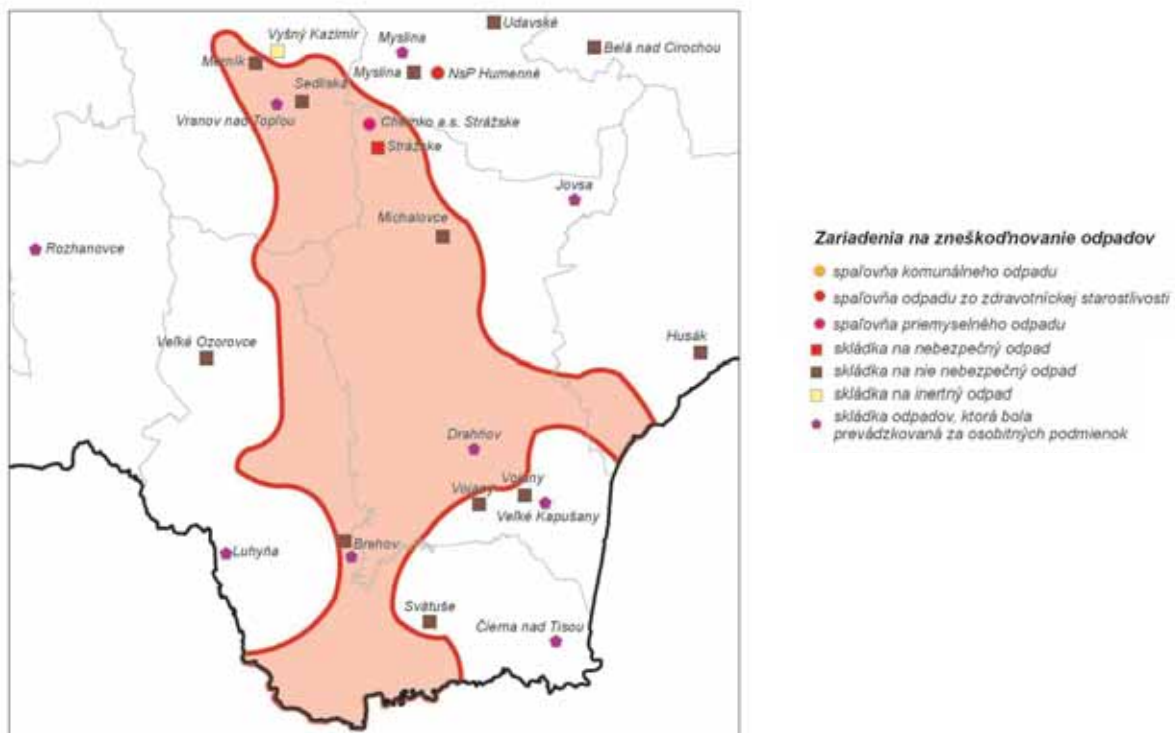 Udavské
Vyšný Kazimír
Myslina
Belá nad Cirochou
Merník
Myslina
NsP Humenné
Sedliská
Vranov nad Topľou
Chemko a.s. Strážske
Strážske
Jovsa
Michalovce
Rozhanovce
Zariadenia na zneškodňovanie odpadov
spaľovňa komunálneho odpadu
spaľovňa odpadu zo zdravotníckej starostlivosti
spaľovňa priemyselného odpadu
skládka na nebezpečný odpad
skládka na nie nebezpečný odpad
skládka na inertný odpad
skládka odpadov, ktorá bola
prevádzkovaná za osobitných podmienok
Husák
Veľké Ozorovce
Drahňov
Vojany
Vojany
Veľké Kapušany
Brehov
Luhyňa
Svätuše
Čierna nad Tisou